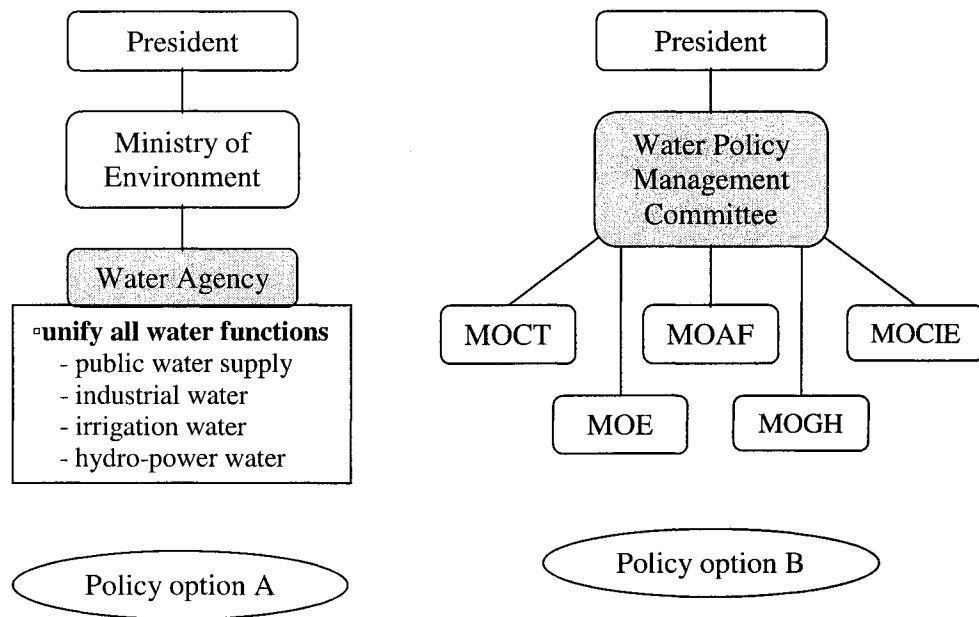 President
Ministry of
Environment
Water Agency
▫unify all water functions
- public water supply
- industrial water
- irrigation water
- hydro-power water
Policy option A
President
Water Policy
Management
Committee
MOCT
MOAF
MOCIE
MOE
MOGH
Policy option B